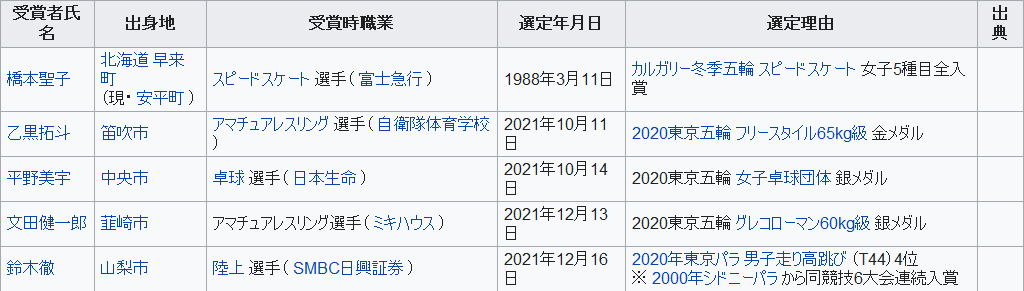 受賞者氏名 出身地 受賞時職業 選定年月日 選定理由 出典
橋本聖子 北海道 早来町 (現・安平町) スピードスケート 選手 ( 富士急行 ) 1988年3月11日 カルガリー冬季五輪 スピードスケート 女子5種目全入賞
乙黒拓斗 笛吹市 アマチュアレスリング 選手 ( 自衛隊体育学校 ) 2021年10月11日 2020東京五輪 フリースタイル65kg級 金メダル
平野美宇 中央市 卓球 選手 ( 日本生命 ) 2021年10月14日 2020東京五輪 女子卓球団体 銀メダル
文田健一郎 韮崎市 アマチュアレスリング選手 ( ミキハウス ) 2021年12月13日 2020東京五輪 グレコローマン60kg級 銀メダル
鈴木徹 山梨市 陸上 選手 ( SMBC日興証券 ) 2021年12月16日 2020年東京パラ 男子走り高跳び (T44) 4位
※ 2000年シドニーパラ から同競技6大会連続入賞